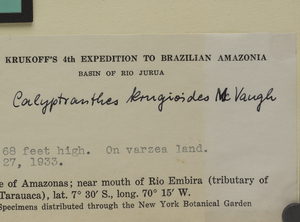 KRUKOFF'S 4th EXPEDITION TO BRAZILIAN AMAZONIA
BASIN OF RIO JURUA
Calyptranthes krugioides McVaugh
68 feet high. On varzea land.
27, 1933.
e of Amazonas; near mouth of Rio Embira (tributary of
Tarauaca), lat. 7° 30' S., long. 70° 15' W.
Specimens distributed through the New York Botanical Garden